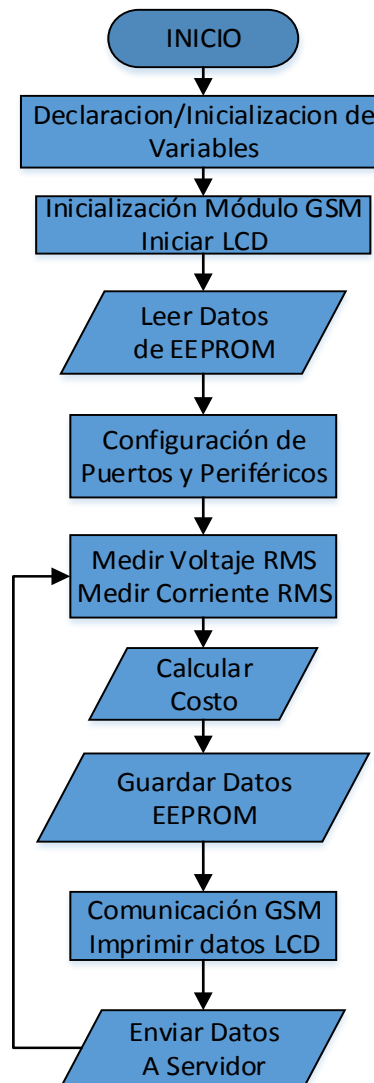 INICIO
Declaracion/Inicializacion de
Variables
Inicialización Módulo GSM
Iniciar LCD
Leer Datos
de EEPROM
Configuración de
Puertos y Periféricos
Medir Voltaje RMS
Medir Corriente RMS
Calcular
Costo
Guardar Datos
EEPROM
Comunicación GSM
Imprimir datos LCD
Enviar Datos
A Servidor